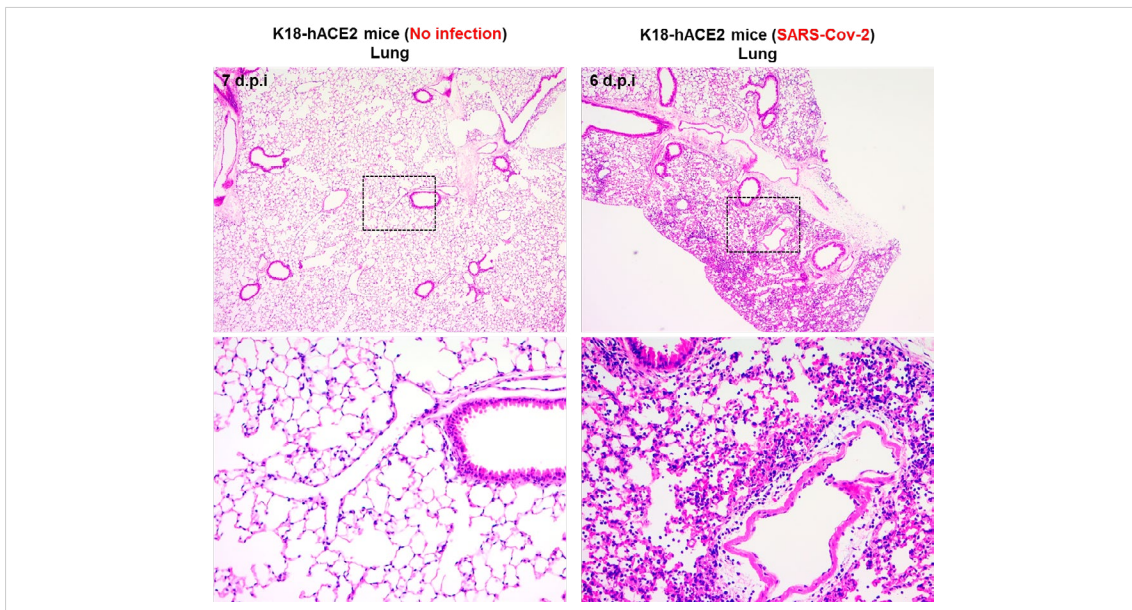 K18-hACE2 mice (No infection)
Lung
K18-hACE2 mice (SARS-Cov-2)
Lung
7 d.p.i
6 d.p.i